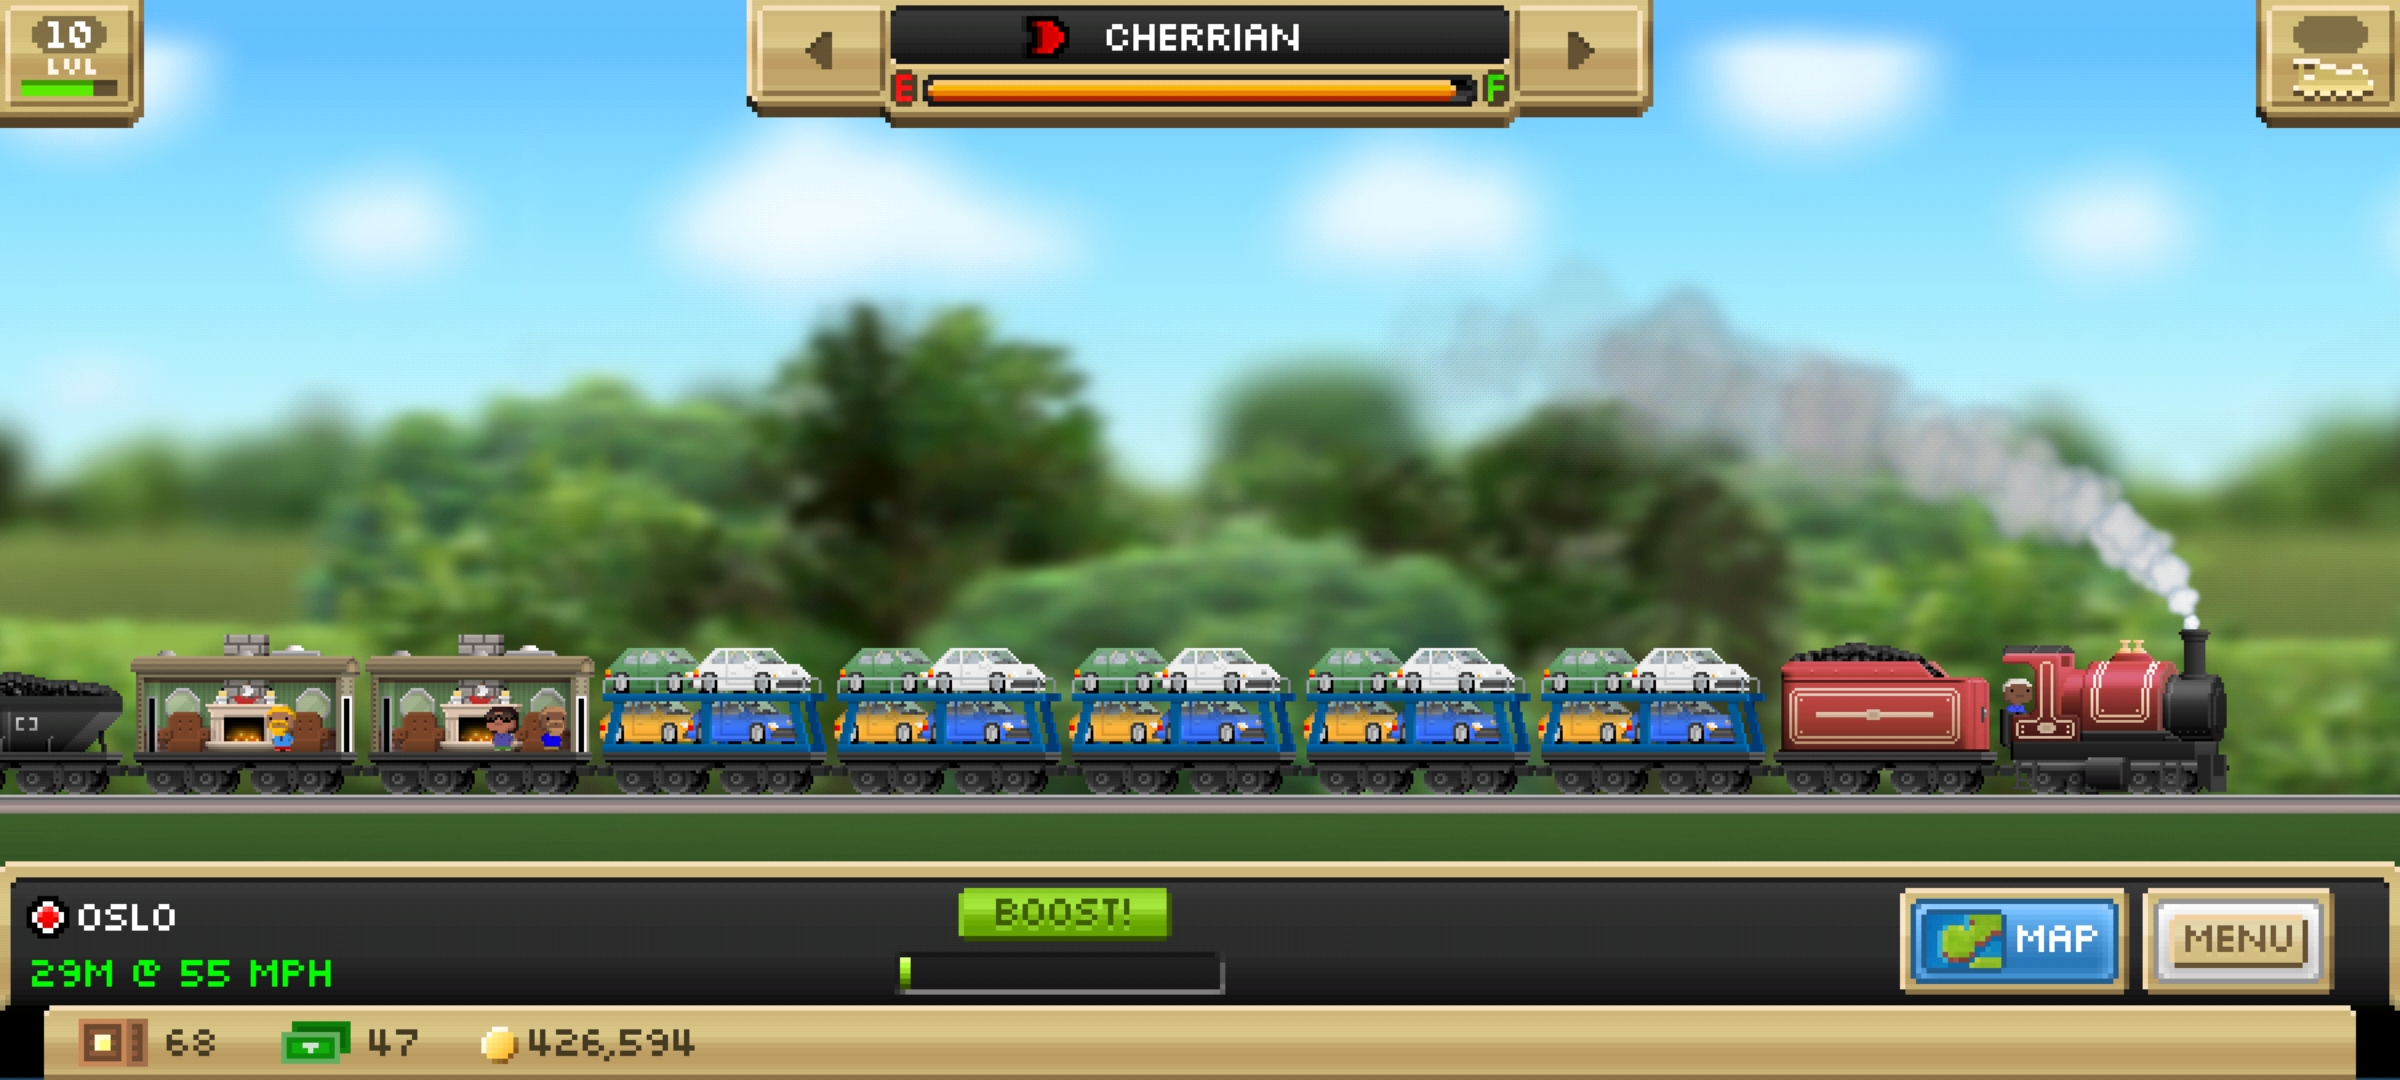 10
LVL
CHERRIAN
E F
OSLO
29M @ 55 MPH
BOOST!
MAP
MENU
68 47 426,594